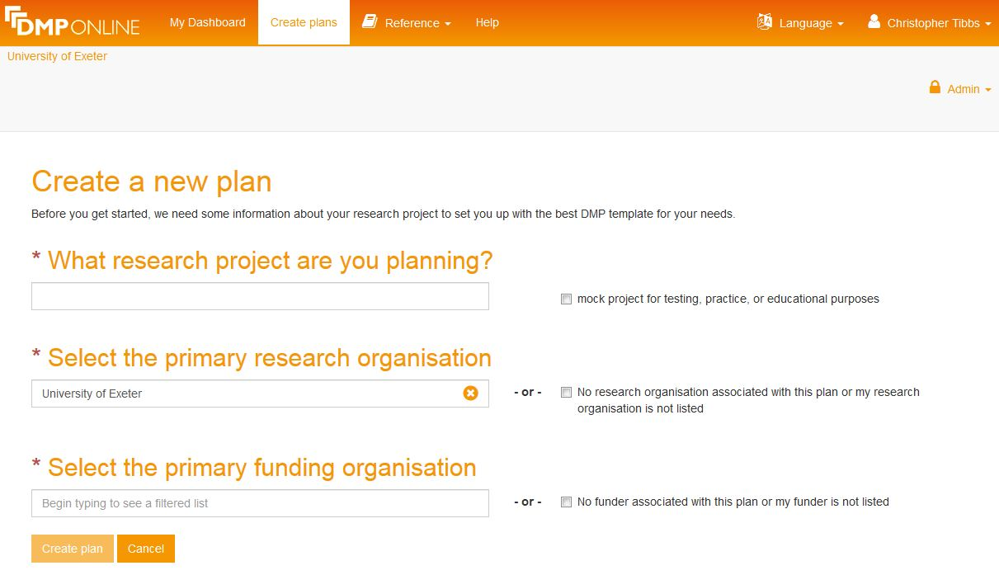 DMPONLINE My Dashboard Create plans Reference Help Language Christopher Tibbs
University of Exeter
Admin
Create a new plan
Before you get started, we need some information about your research project to set you up with the best DMP template for your needs.
* What research project are you planning?
mock project for testing, practice, or educational purposes
* Select the primary research organisation
University of Exeter - or - No research organisation associated with this plan or my research
organisation is not listed
* Select the primary funding organisation
Begin typing to see a filtered list - or - No funder associated with this plan or my funder is not listed
Create plan Cancel